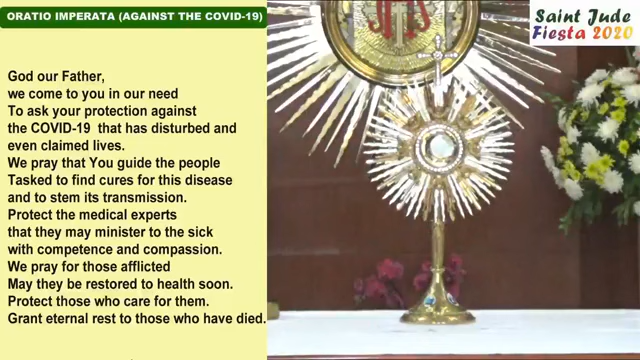 ORATIO IMPERATA (AGAINST THE COVID-19)
God our Father,
we come to you in our need
To ask your protection against
the COVID-19 that has disturbed and
even claimed lives.
We pray that You guide the people
Tasked to find cures for this disease
and to stem its transmission.
Protect the medical experts
that they may minister to the sick
with competence and compassion.
We pray for those afflicted
May they be restored to health soon.
Protect those who care for them.
Grant eternal rest to those who have died.
Saint Jude
Fiesta 2020
IHS